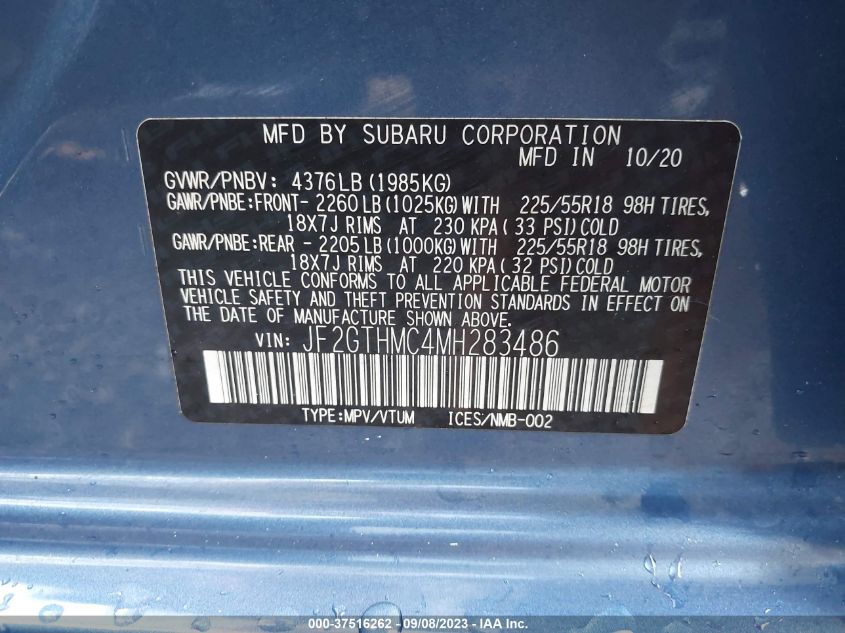 MFD BY SUBARU CORPORATION
MFD IN 10/20
GVWR/PNBV: 4376LB (1985KG)
GAWR/PNBE:FRONT- 2260 LB (1025KG) WITH 225/55R18 98H TIRES,
18X7J RIMS AT 230 KPA ( 33 PSI) COLD
GAWR/PNBE:REAR - 2205 LB (1000KG) WITH 225/55R18 98H TIRES,
18X7J RIMS AT 220 KPA ( 32 PSI) COLD
THIS VEHICLE CONFORMS TO ALL APPLICABLE FEDERAL MOTOR
VEHICLE SAFETY AND THEFT PREVENTION STANDARDS IN EFFECT ON
THE DATE OF MANUFACTURE SHOWN ABOVE.
VIN: JF2GTHMC4MH283486
TYPE:MPV/VTUM ICES/NMB-002
000-37516262 - 09/08/2023 - IAA Inc.